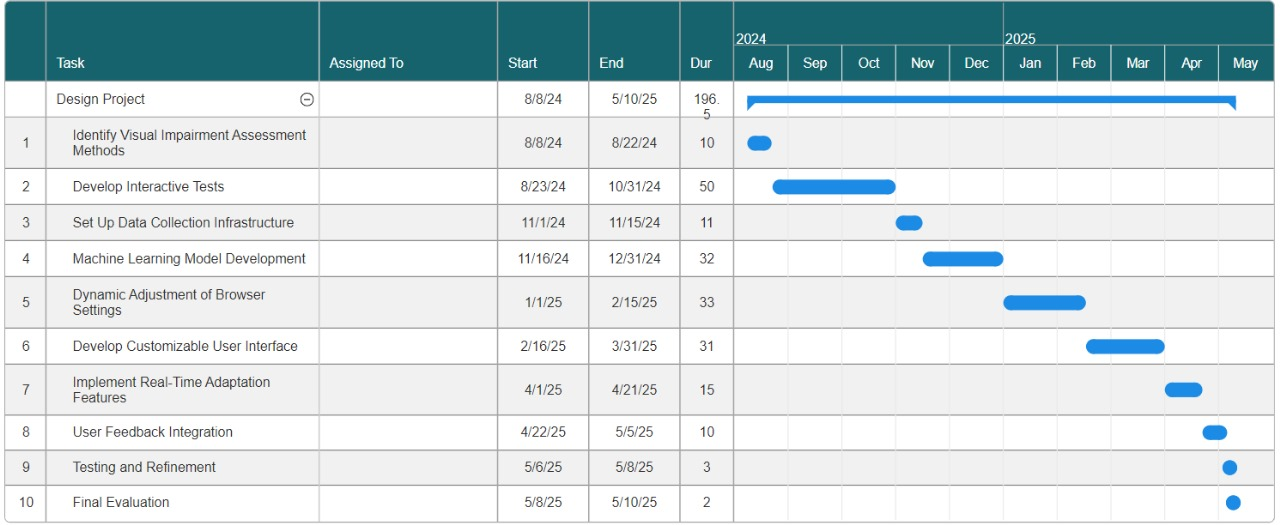 2024 2025
Task Assigned To Start End Dur Aug Sep Oct Nov Dec Jan Feb Mar Apr May
Design Project 8/8/24 5/10/25 196.
5
1 Identify Visual Impairment Assessment 8/8/24 8/22/24 10
Methods
2 Develop Interactive Tests 8/23/24 10/31/24 50
3 Set Up Data Collection Infrastructure 11/1/24 11/15/24 11
4 Machine Learning Model Development 11/16/24 12/31/24 32
5 Dynamic Adjustment of Browser 1/1/25 2/15/25 33
Settings
6 Develop Customizable User Interface 2/16/25 3/31/25 31
7 Implement Real-Time Adaptation 4/1/25 4/21/25 15
Features
8 User Feedback Integration 4/22/25 5/5/25 10
9 Testing and Refinement 5/6/25 5/8/25 3
10 Final Evaluation 5/8/25 5/10/25 2